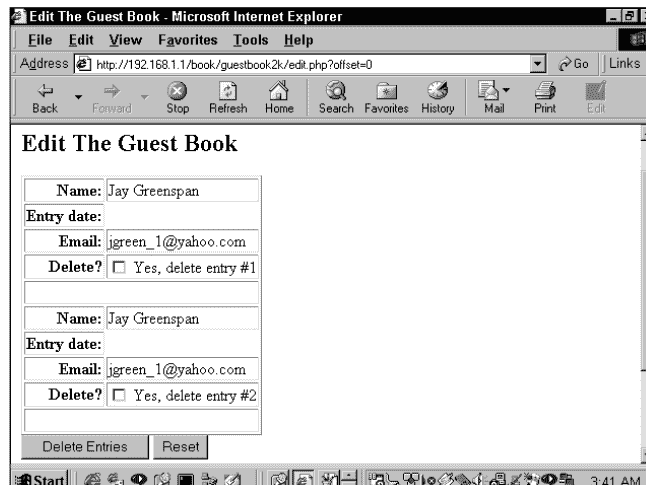 Edit The Guest Book - Microsoft Internet Explorer
File Edit View Favorites Tools Help
Address http://192.168.1.1/book/guestbook2k/edit.php?offset=0 Go Links
Back Forward Stop Refresh Home Search Favorites History Mail Print Edit
Edit The Guest Book
Name: Jay Greenspan
Entry date:
Email: jgreen_1@yahoo.com
Delete? Yes, delete entry #1
Name: Jay Greenspan
Entry date:
Email: jgreen_1@yahoo.com
Delete? Yes, delete entry #2
Delete Entries Reset
Start 3:41 AM